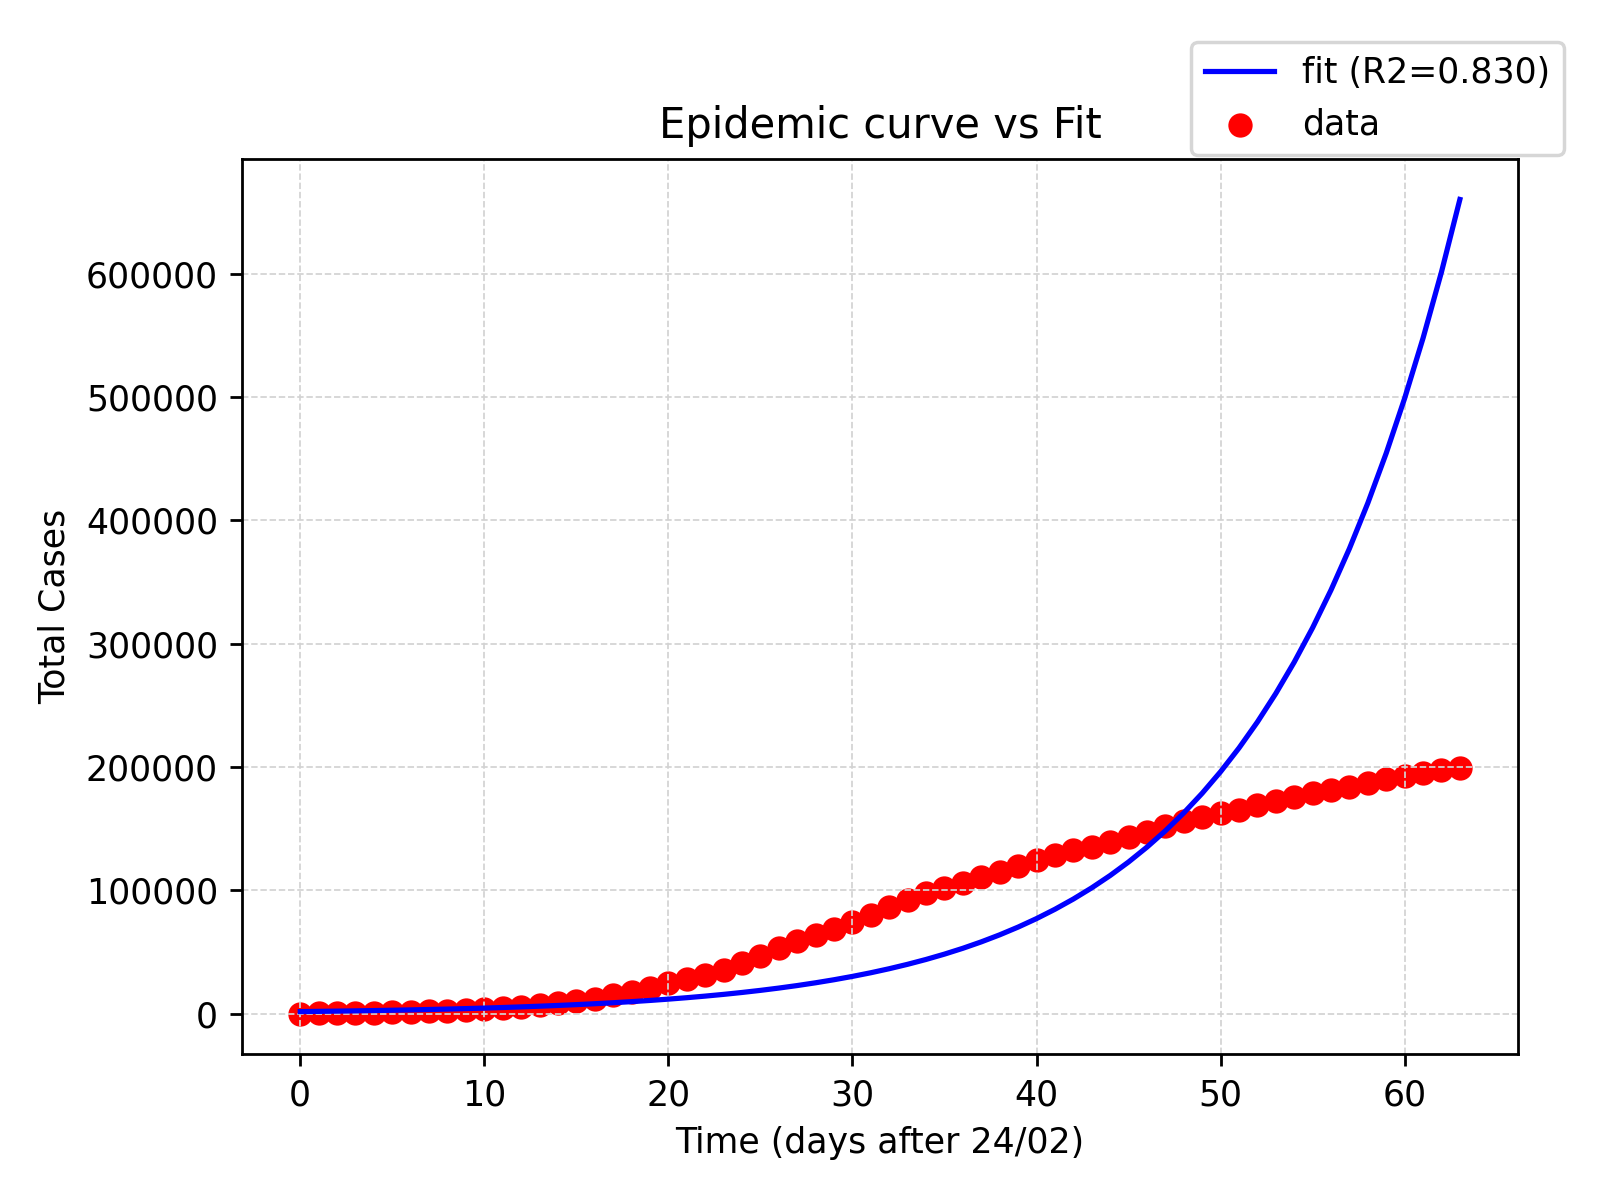 fit (R2=0.830)
data
Epidemic curve vs Fit
600000
500000
400000
300000
200000
100000
0
Total Cases
0 10 20 30 40 50 60
Time (days after 24/02)